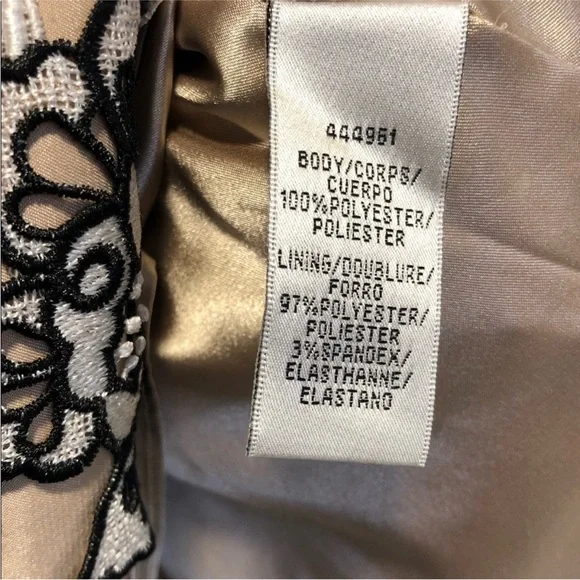 444951
BODY/CORPS/
CUERPO
100%POLYESTER/
POLIESTER
LINING/DOUBLURE/
FORRO
97%POLYESTER/
POLIESTER
3%SPANDEX/
ELASTHANNE/
ELASTANO